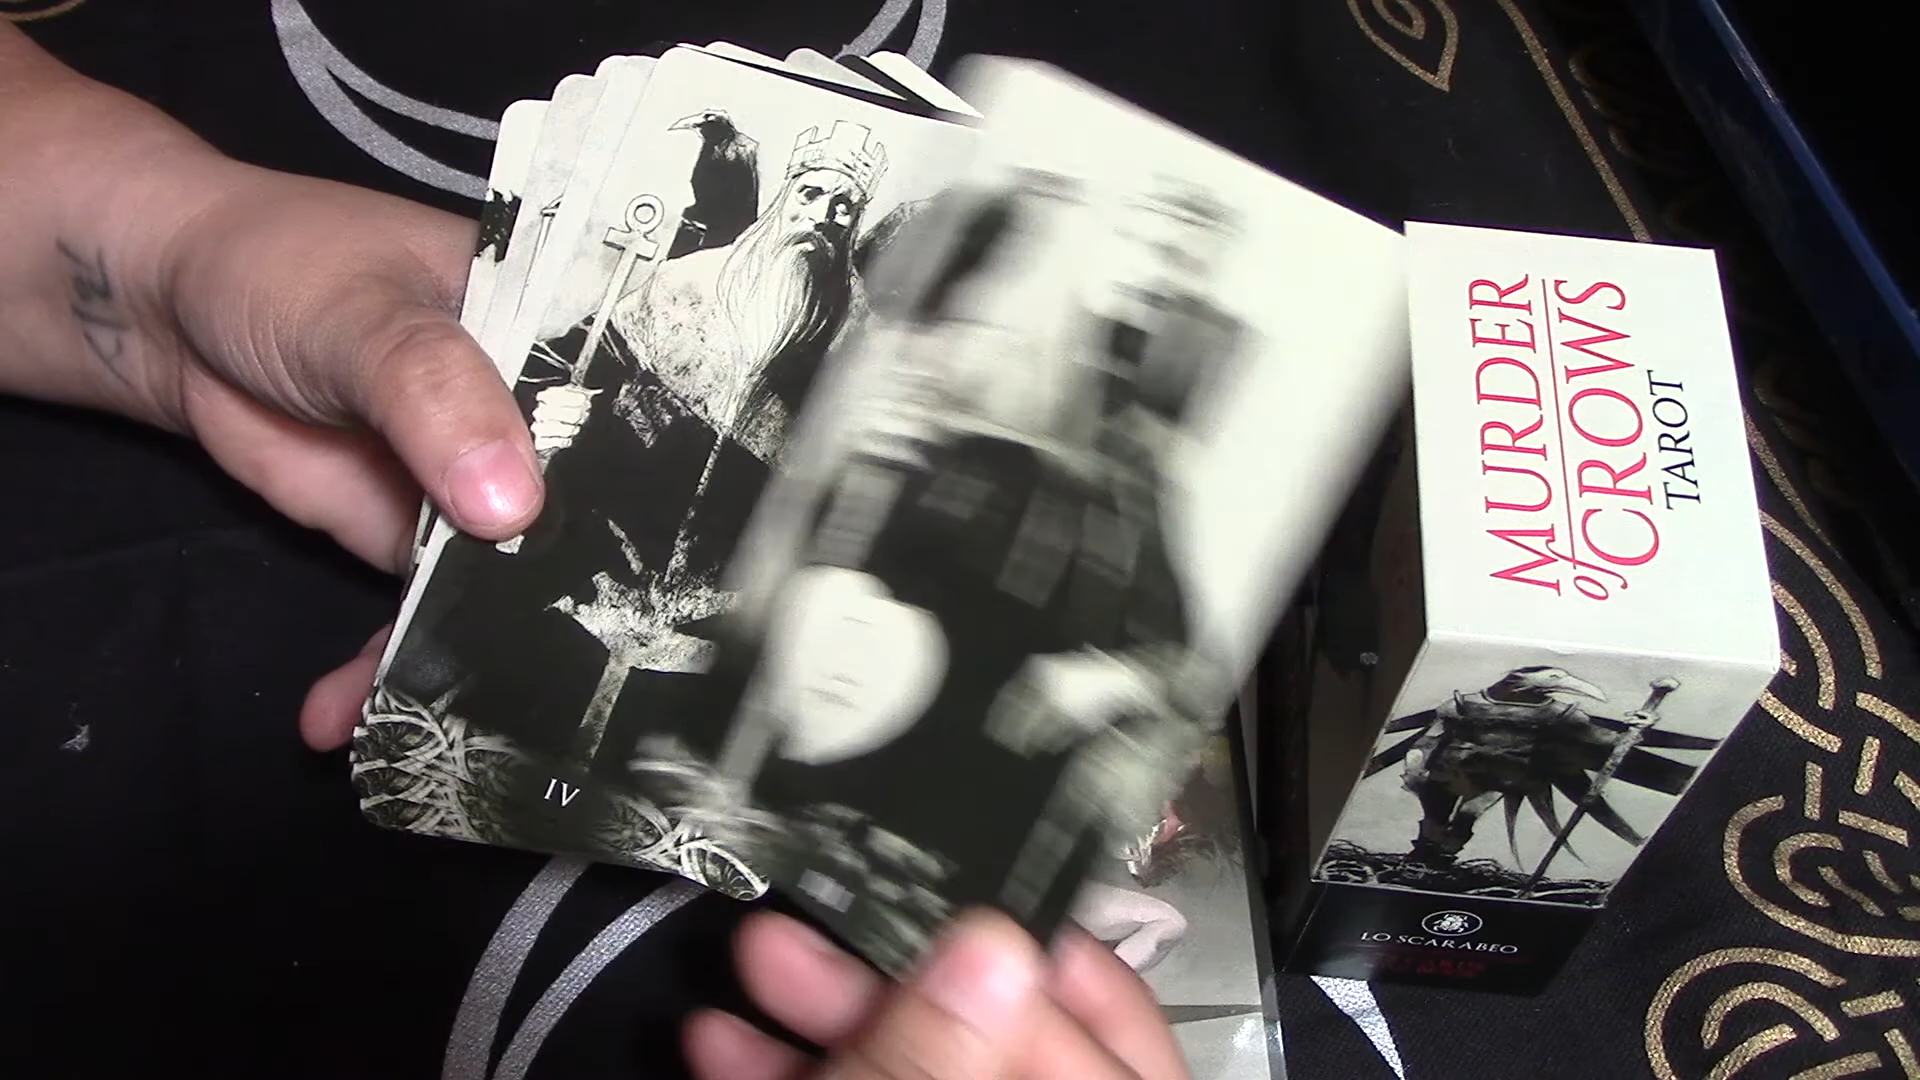 IV
MURDER
of CROWS
TAROT
LO SCARABEO